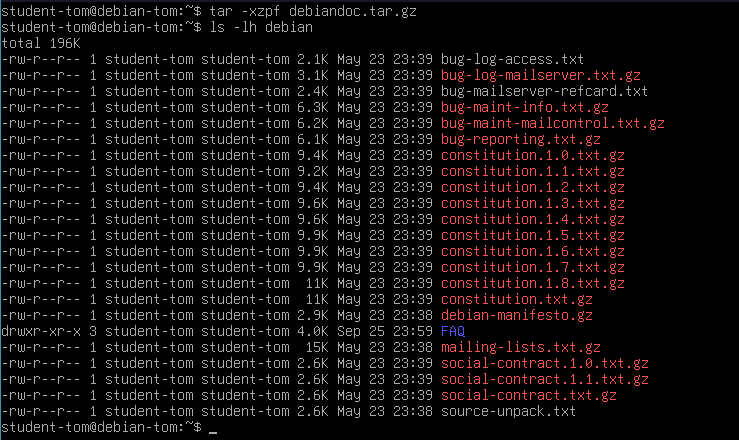 student-tom@debian-tom:~$ tar -xzpf debiandoc.tar.gz
student-tom@debian-tom:~$ ls -lh debian
total 196K
-rw-r--r-- 1 student-tom student-tom 2.1K May 23 23:39 bug-log-access.txt
-rw-r--r-- 1 student-tom student-tom 3.1K May 23 23:39 bug-log-mailserver.txt.gz
-rw-r--r-- 1 student-tom student-tom 2.4K May 23 23:39 bug-mailserver-refcard.txt
-rw-r--r-- 1 student-tom student-tom 6.3K May 23 23:39 bug-maint-info.txt.gz
-rw-r--r-- 1 student-tom student-tom 6.2K May 23 23:39 bug-maint-mailcontrol.txt.gz
-rw-r--r-- 1 student-tom student-tom 6.1K May 23 23:39 bug-reporting.txt.gz
-rw-r--r-- 1 student-tom student-tom 9.4K May 23 23:39 constitution.1.0.txt.gz
-rw-r--r-- 1 student-tom student-tom 9.2K May 23 23:39 constitution.1.1.txt.gz
-rw-r--r-- 1 student-tom student-tom 9.4K May 23 23:39 constitution.1.2.txt.gz
-rw-r--r-- 1 student-tom student-tom 9.6K May 23 23:39 constitution.1.3.txt.gz
-rw-r--r-- 1 student-tom student-tom 9.6K May 23 23:39 constitution.1.4.txt.gz
-rw-r--r-- 1 student-tom student-tom 9.9K May 23 23:39 constitution.1.5.txt.gz
-rw-r--r-- 1 student-tom student-tom 9.9K May 23 23:39 constitution.1.6.txt.gz
-rw-r--r-- 1 student-tom student-tom 9.9K May 23 23:39 constitution.1.7.txt.gz
-rw-r--r-- 1 student-tom student-tom  11K May 23 23:39 constitution.1.8.txt.gz
-rw-r--r-- 1 student-tom student-tom  11K May 23 23:39 constitution.txt.gz
-rw-r--r-- 1 student-tom student-tom 2.9K May 23 23:38 debian-manifesto.gz
drwxr-xr-x 3 student-tom student-tom 4.0K Sep 25 23:59 FAQ
-rw-r--r-- 1 student-tom student-tom  15K May 23 23:38 mailing-lists.txt.gz
-rw-r--r-- 1 student-tom student-tom 2.6K May 23 23:39 social-contract.1.0.txt.gz
-rw-r--r-- 1 student-tom student-tom 2.6K May 23 23:39 social-contract.1.1.txt.gz
-rw-r--r-- 1 student-tom student-tom 2.6K May 23 23:39 social-contract.txt.gz
-rw-r--r-- 1 student-tom student-tom 2.6K May 23 23:38 source-unpack.txt
student-tom@debian-tom:~$ _